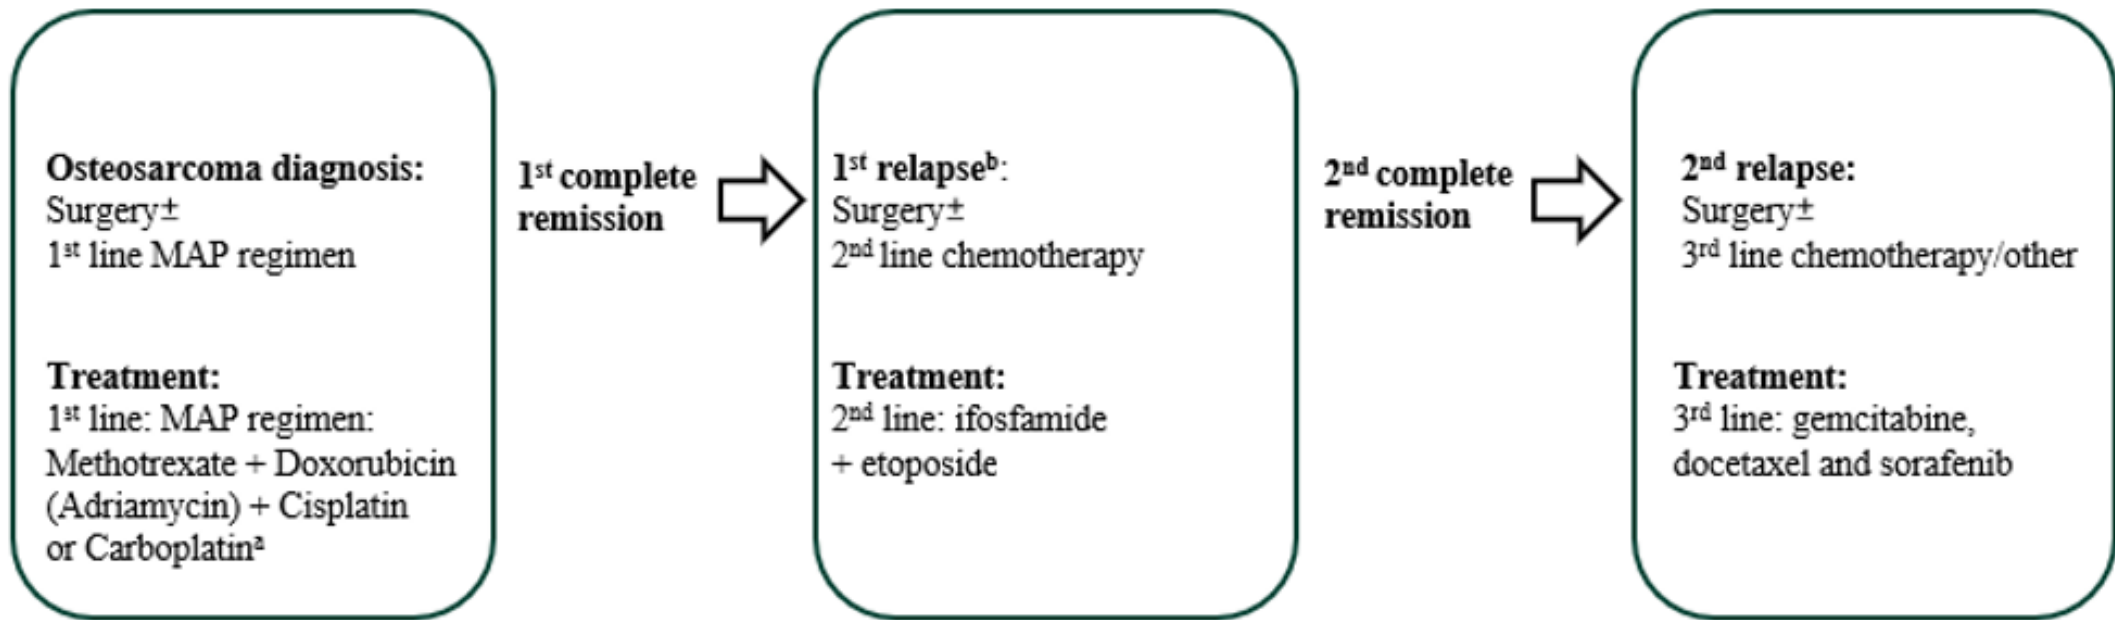 Osteosarcoma diagnosis:
Surgery±
1st line MAP regimen
Treatment:
1st line: MAP regimen:
Methotrexate + Doxorubicin
(Adriamycin) + Cisplatin
or Carboplatinᵃ
1st complete
remission
1st relapseᵇ:
Surgery±
2nd line chemotherapy
Treatment:
2nd line: ifosfamide
+ etoposide
2nd complete
remission
2nd relapse:
Surgery±
3rd line chemotherapy/other
Treatment:
3rd line: gemcitabine,
docetaxel and sorafenib